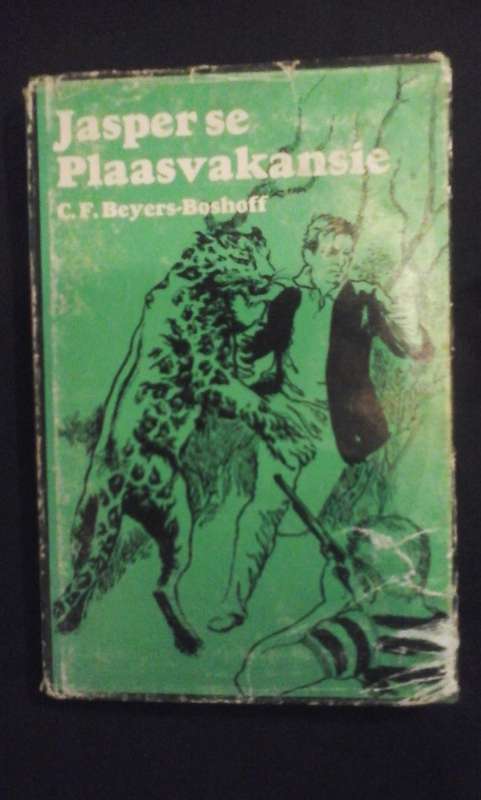 Jasper se
Plaasvakansie
C. F. Beyers-Boshoff